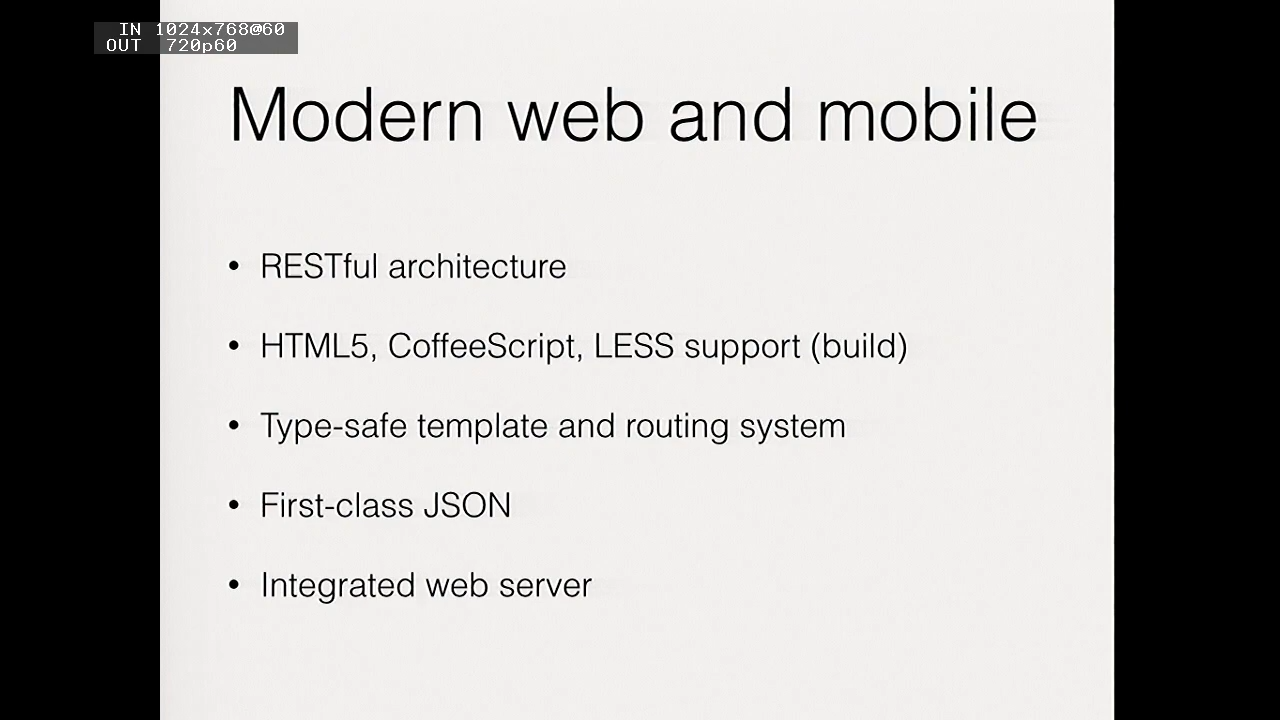 IN 1024x768@60
OUT 720p60
Modern web and mobile
• RESTful architecture
• HTML5, CoffeeScript, LESS support (build)
• Type-safe template and routing system
• First-class JSON
• Integrated web server